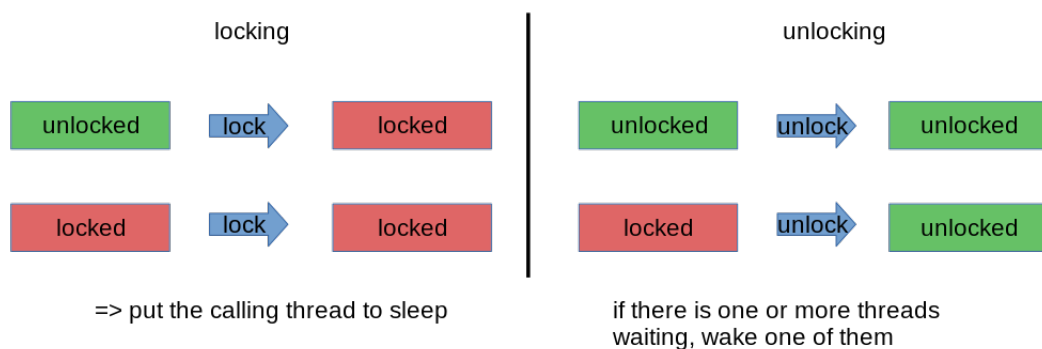 locking
unlocking
unlocked lock locked
unlocked unlock unlocked
locked lock locked
locked unlock unlocked
=> put the calling thread to sleep
if there is one or more threads
waiting, wake one of them